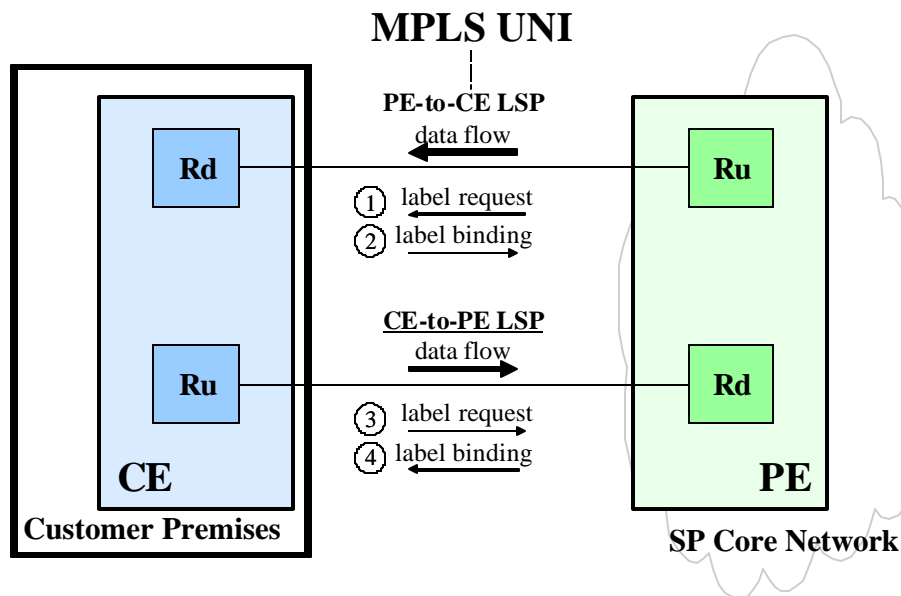 MPLS UNI
PE-to-CE LSP
data flow
Rd
Ru
1 label request
2 label binding
CE-to-PE LSP
data flow
Ru
Rd
3 label request
4 label binding
CE
PE
Customer Premises
SP Core Network